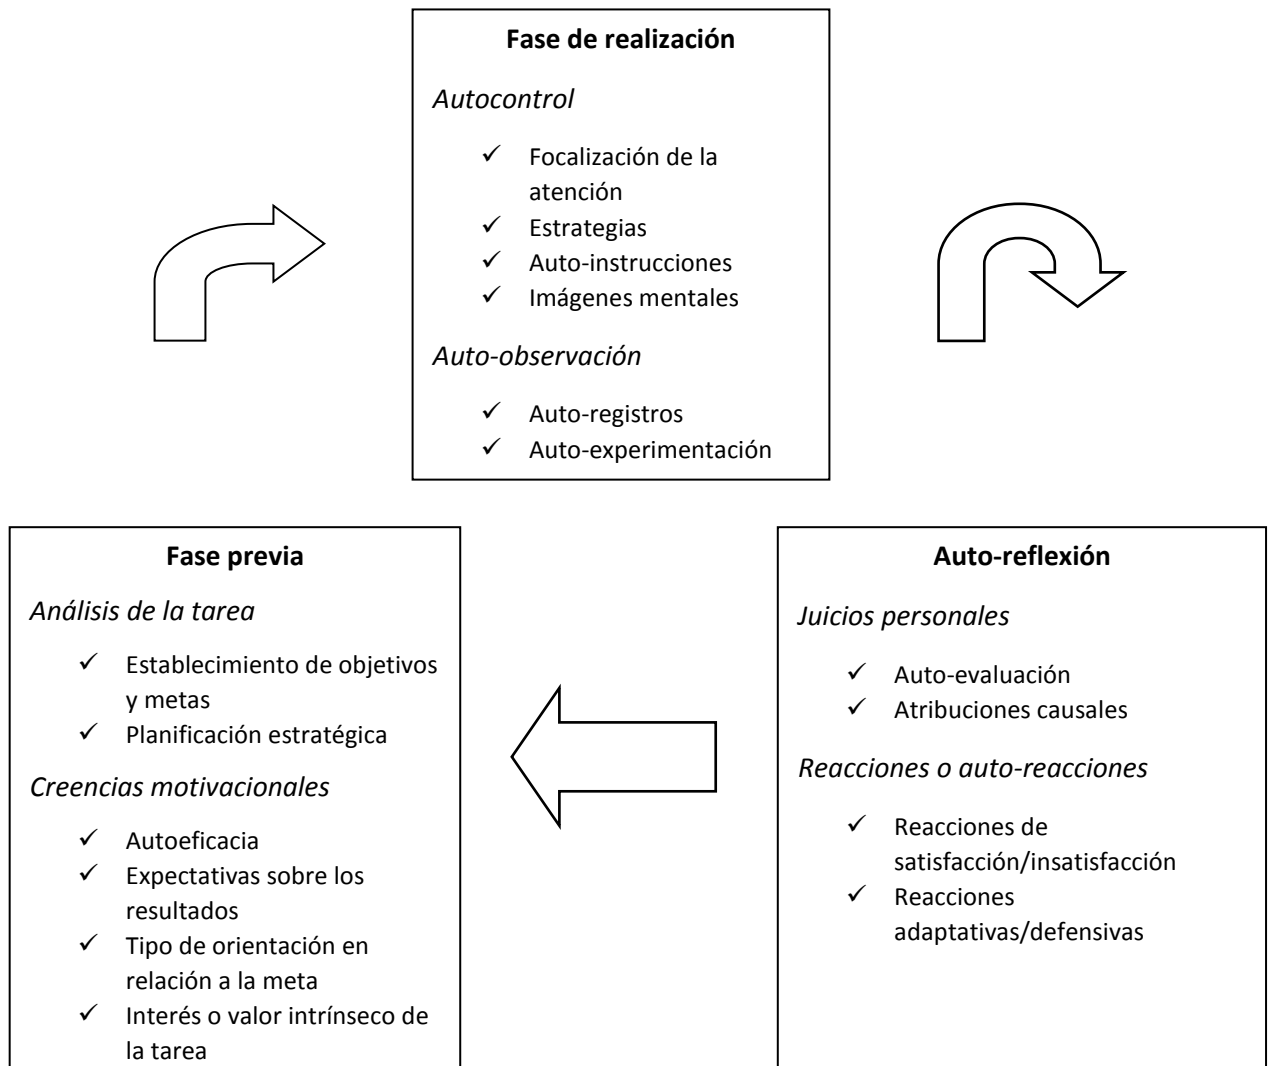 Fase de realización
Autocontrol
✓ Focalización de la
atención
✓ Estrategias
✓ Auto-instrucciones
✓ Imágenes mentales
Auto-observación
✓ Auto-registros
✓ Auto-experimentación
Fase previa
Análisis de la tarea
✓ Establecimiento de objetivos
y metas
✓ Planificación estratégica
Creencias motivacionales
✓ Autoeficacia
✓ Expectativas sobre los
resultados
✓ Tipo de orientación en
relación a la meta
✓ Interés o valor intrínseco de
la tarea
Auto-reflexión
Juicios personales
✓ Auto-evaluación
✓ Atribuciones causales
Reacciones o auto-reacciones
✓ Reacciones de
satisfacción/insatisfacción
✓ Reacciones
adaptativas/defensivas